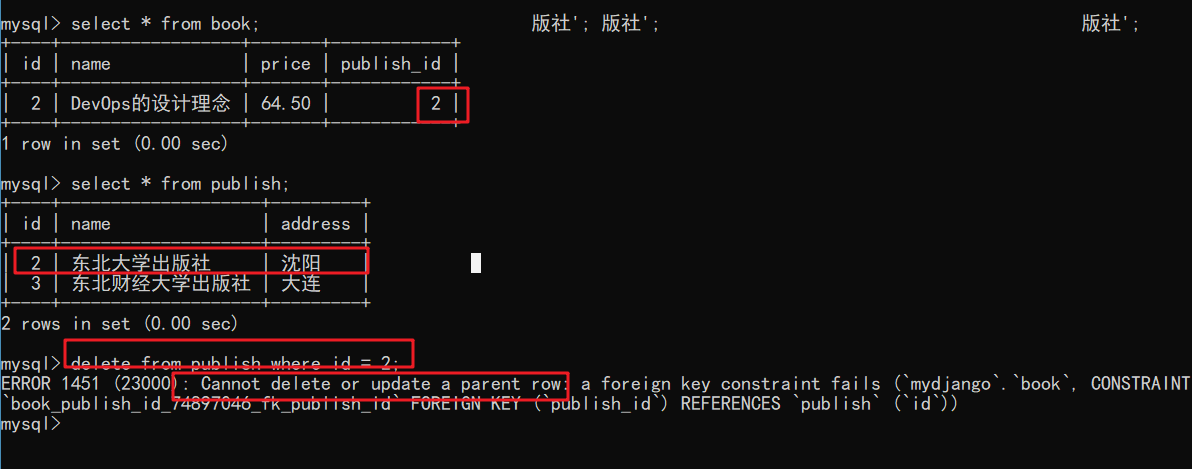 mysql> select * from book; 版社'; 版社'; 版社';
+----+------------------+-------+------------+
| id | name | price | publish_id |
+----+------------------+-------+------------+
| 2 | DevOps的设计理念 | 64.50 | 2 |
+----+------------------+-------+------------+
1 row in set (0.00 sec)
mysql> select * from publish;
+----+--------------------+---------+
| id | name | address |
+----+--------------------+---------+
| 2 | 东北大学出版社 | 沈阳 |
| 3 | 东北财经大学出版社 | 大连 |
+----+--------------------+---------+
2 rows in set (0.00 sec)
mysql> delete from publish where id = 2;
ERROR 1451 (23000): Cannot delete or update a parent row: a foreign key constraint fails (`mydjango`.`book`, CONSTRAINT
`book_publish_id_74897046_fk_publish_id` FOREIGN KEY (`publish_id`) REFERENCES `publish` (`id`))
mysql>